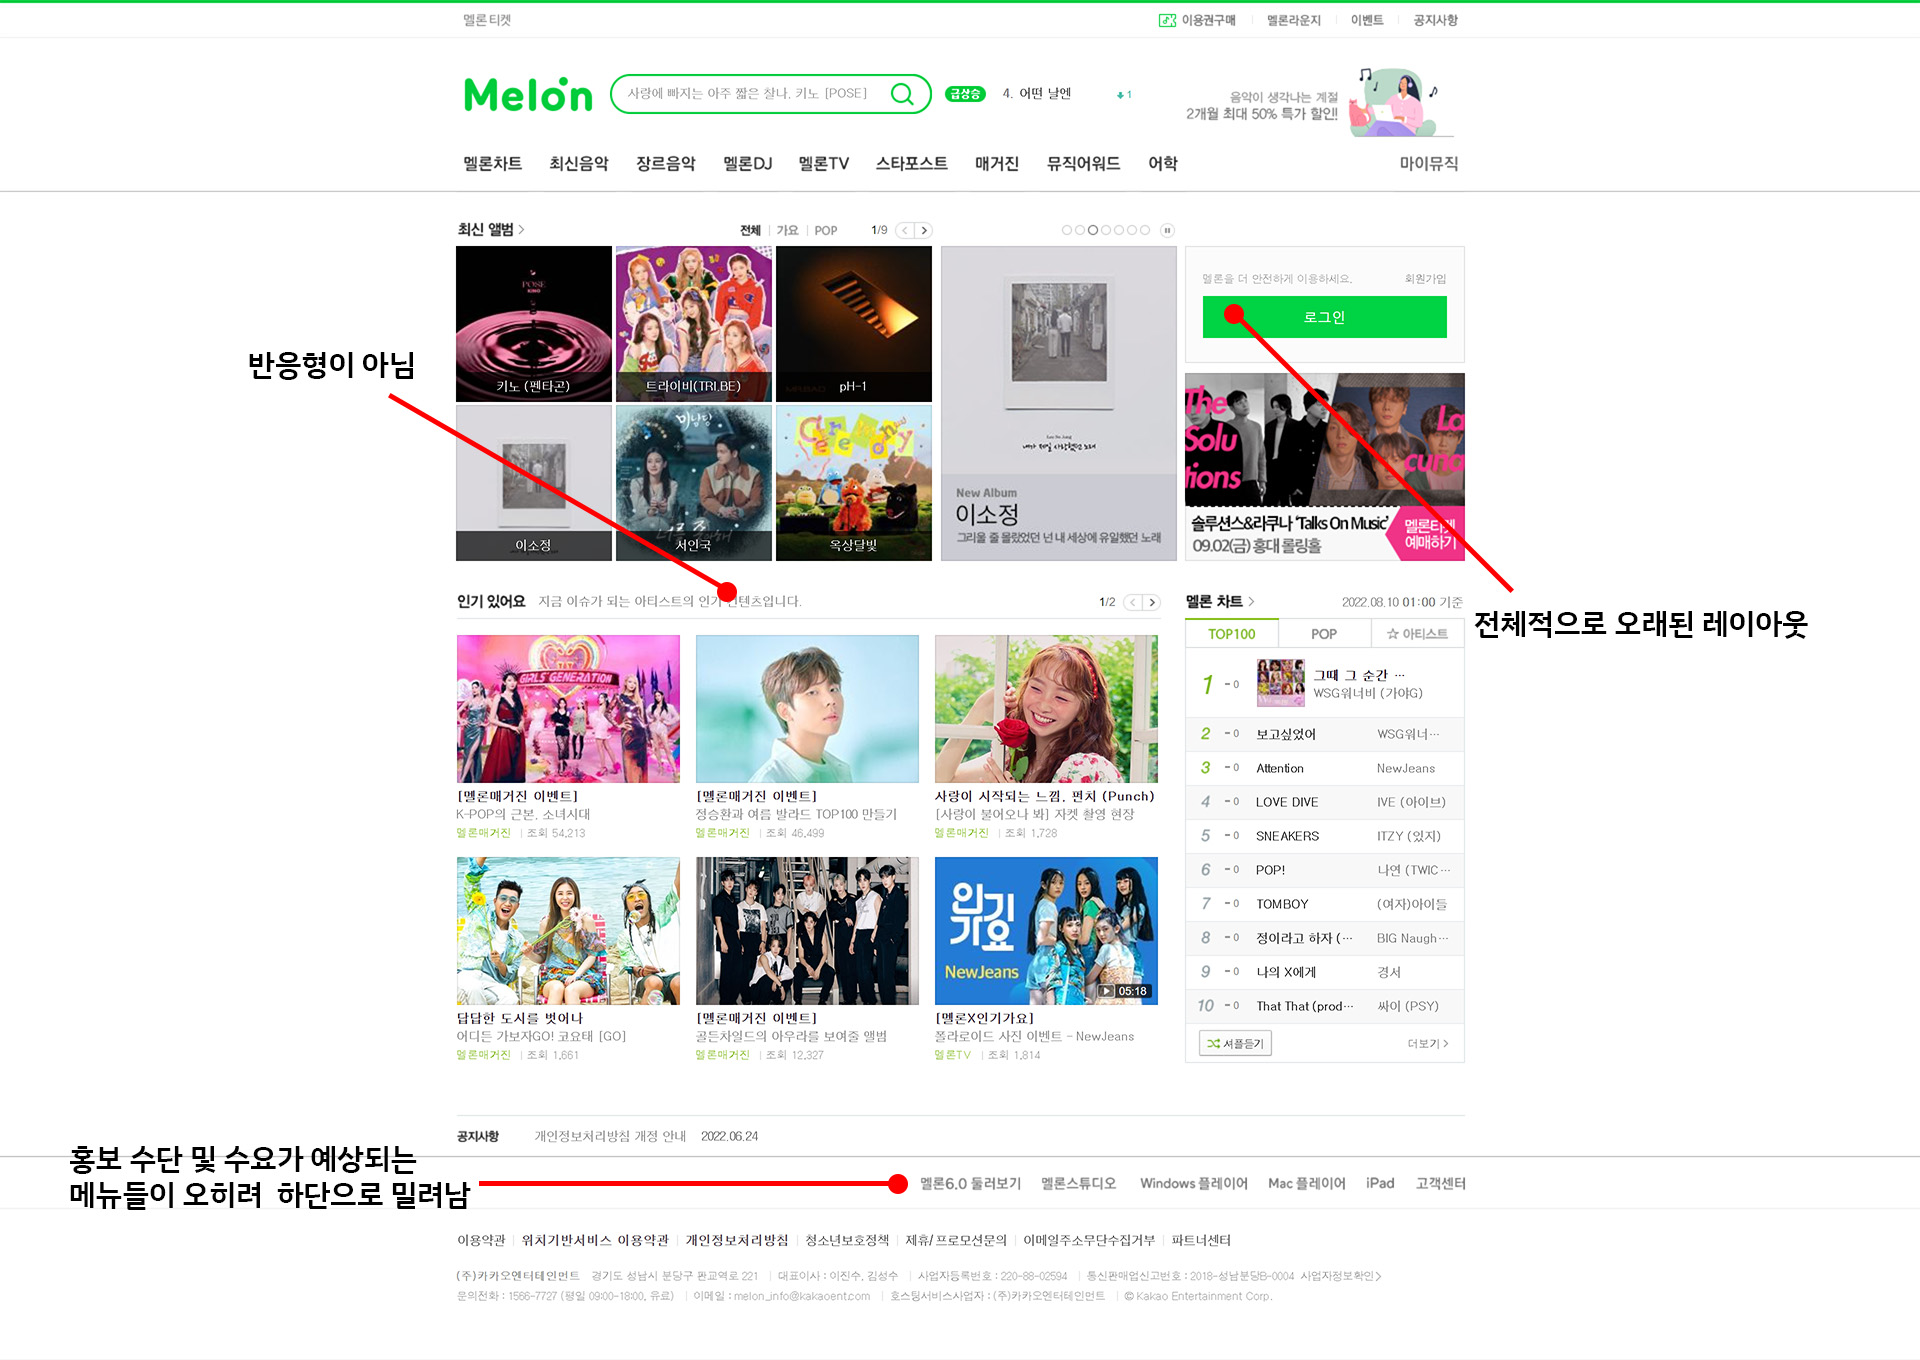 멜론티켓
이용권구매 멜론라운지 이벤트 공지사항
Melon
사랑에 빠지는 아주 짧은 찰나, 키노 [POSE]
급상승 4. 어떤 날엔 1
음악이 생각나는 계절
2개월 최대 50% 특가 할인!
멜론차트 최신음악 장르음악 멜론DJ 멜론TV 스타포스트 매거진 뮤직어워드 어학 마이뮤직
최신 앨범 >
전체 가요 POP 1/9
POSE
KINO
키노 (펜타곤)
트라이비(TRI.BE)
pH-1
이소정
미남당
서인국
옥상달빛
내가 제일 사랑했던 노래
New Album
이소정
그리울 줄 몰랐었던 넌 내 세상에 유일했던 노래
멜론을 더 안전하게 이용하세요. 회원가입
로그인
The Solutions
Lacuna
솔루션스&라쿠나 ‘Talks On Music’
09.02(금) 홍대 롤링홀
멜론티켓
예매하기
반응형이 아님
전체적으로 오래된 레이아웃
인기 있어요 지금 이슈가 되는 아티스트의 인기 컨텐츠입니다. 1/2
GIRLS' GENERATION
[멜론매거진 이벤트]
K-POP의 근본, 소녀시대
멜론매거진 조회 54,213
[멜론매거진 이벤트]
정승환과 여름 발라드 TOP100 만들기
멜론매거진 조회 46,499
사랑이 시작되는 느낌, 펀치 (Punch)
[사랑이 불어오나 봐] 자켓 촬영 현장
멜론매거진 조회 1,728
답답한 도시를 벗어나
어디든 가보자GO! 코요태 [GO]
멜론매거진 조회 1,661
[멜론매거진 이벤트]
골든차일드의 아우라를 보여줄 앨범
멜론매거진 조회 12,327
인기가요
NewJeans
05:18
[멜론X인기가요]
폴라로이드 사진 이벤트 - NewJeans
멜론TV 조회 1,814
멜론 차트 > 2022.08.10 01:00 기준
TOP100 POP ☆ 아티스트
1 - 0 그때 그 순간 ··· WSG워너비 (가야G)
2 - 0 보고싶었어 WSG워너···
3 - 0 Attention NewJeans
4 - 0 LOVE DIVE IVE (아이브)
5 - 0 SNEAKERS ITZY (있지)
6 - 0 POP! 나연 (TWIC···
7 - 0 TOMBOY (여자)아이들
8 - 0 정이라고 하자 (··· BIG Naugh···
9 - 0 나의 X에게 경서
10 - 0 That That (prod··· 싸이 (PSY)
셔플듣기 더보기 >
공지사항 개인정보처리방침 개정 안내 2022.06.24
홍보 수단 및 수요가 예상되는
메뉴들이 오히려 하단으로 밀려남
멜론6.0 둘러보기 멜론스튜디오 Windows 플레이어 Mac 플레이어 iPad 고객센터
이용약관 위치기반서비스 이용약관 개인정보처리방침 청소년보호정책 제휴/프로모션문의 이메일주소무단수집거부 파트너센터
(주)카카오엔터테인먼트 경기도 성남시 분당구 판교역로 221 대표이사 : 이진수, 김성수 사업자등록번호 : 220-88-02594 통신판매업신고번호 : 2018-성남분당B-0004 사업자정보확인>
문의전화 : 1566-7727 (평일 09:00~18:00, 유료) 이메일 : melon_info@kakaoent.com 호스팅서비스사업자 : (주)카카오엔터테인먼트 © Kakao Entertainment Corp.